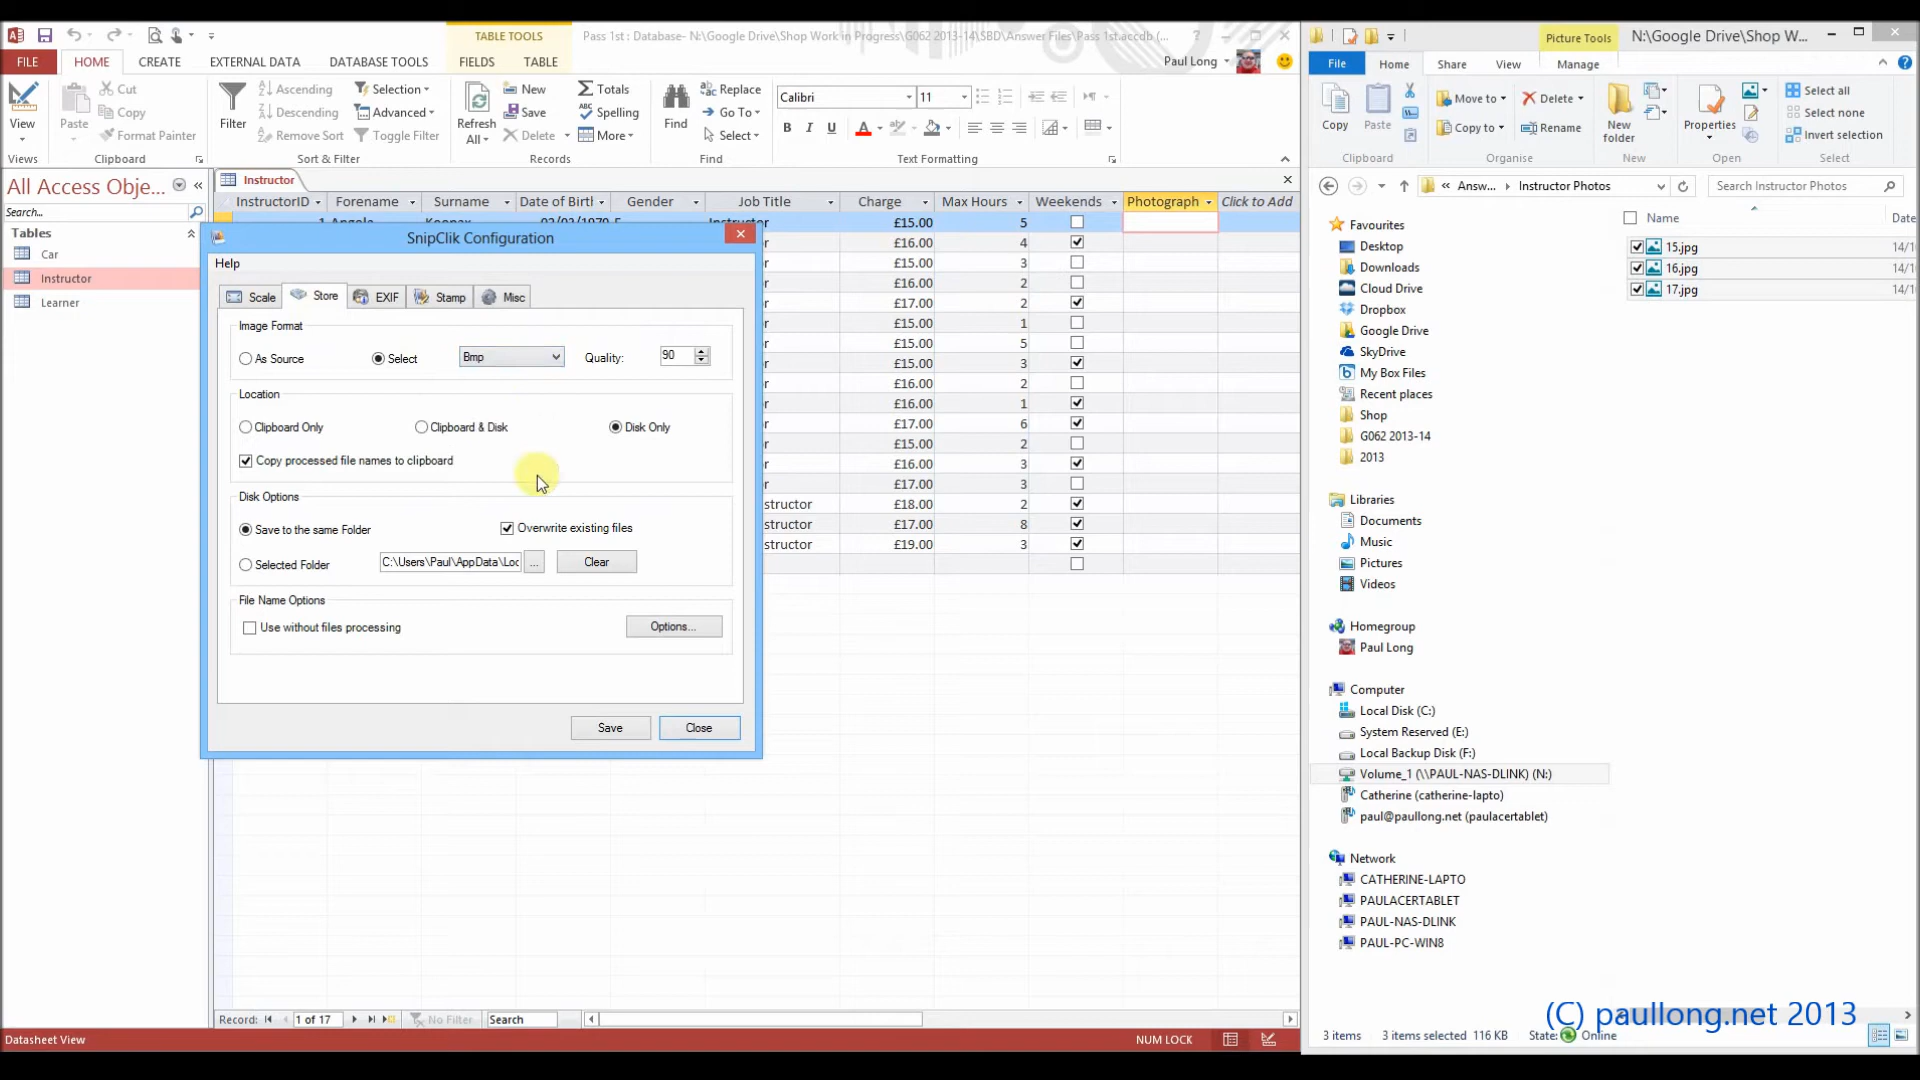 TABLE TOOLS
Pass 1st : Database- N:\Google Drive\Shop Work in Progress\G062 2013-14\SBD\Answer Files\Pass 1st.accdb (...
FILE HOME CREATE EXTERNAL DATA DATABASE TOOLS FIELDS TABLE Paul Long
View
Views
Paste
Cut
Copy
Format Painter
Clipboard
Filter
Ascending
Descending
Remove Sort
Selection
Advanced
Toggle Filter
Sort & Filter
Refresh
All
New
Save
Delete
Totals
Spelling
More
Records
Find
Replace
Go To
Select
Find
Calibri 11
B I U A
Text Formatting
All Access Obje...
Search...
Tables
Car
Instructor
Learner
Instructor
InstructorID Forename Surname Date of Birth Gender Job Title Charge Max Hours Weekends Photograph Click to Add
1 Angela Koopax 02/03/1970 F Instructor £15.00 5
r £16.00 4
r £15.00 3
r £15.00 2
r £17.00 2
r £15.00 1
r £15.00 5
r £15.00 3
r £16.00 2
r £16.00 1
r £17.00 6
r £15.00 2
r £16.00 3
r £17.00 3
structor £18.00 2
structor £17.00 8
structor £19.00 3
SnipClik Configuration
Help
Scale Store EXIF Stamp Misc
Image Format
As Source Select Bmp Quality: 90
Location
Clipboard Only Clipboard & Disk Disk Only
Copy processed file names to clipboard
Disk Options
Save to the same Folder Overwrite existing files
Selected Folder C:\Users\Paul\AppData\Loc ... Clear
File Name Options
Use without files processing Options...
Save Close
Record: 1 of 17 No Filter Search
Datasheet View NUM LOCK
Picture Tools N:\Google Drive\Shop W...
File Home Share View Manage
Copy
Paste
Clipboard
Move to
Copy to
Delete
Rename
Organise
New
folder
New
Properties
Open
Select all
Select none
Invert selection
Select
« Answ... Instructor Photos Search Instructor Photos
Favourites
Desktop
Downloads
Cloud Drive
Dropbox
Google Drive
SkyDrive
My Box Files
Recent places
Shop
G062 2013-14
2013
Libraries
Documents
Music
Pictures
Videos
Homegroup
Paul Long
Computer
Local Disk (C:)
System Reserved (E:)
Local Backup Disk (F:)
Volume_1 (\\PAUL-NAS-DLINK) (N:)
Catherine (catherine-lapto)
paul@paullong.net (paulacertablet)
Network
CATHERINE-LAPTO
PAULACERTABLET
PAUL-NAS-DLINK
PAUL-PC-WIN8
Name Date
15.jpg 14/1
16.jpg 14/1
17.jpg 14/1
(C) paullong.net 2013
3 items 3 items selected 116 KB State: Online